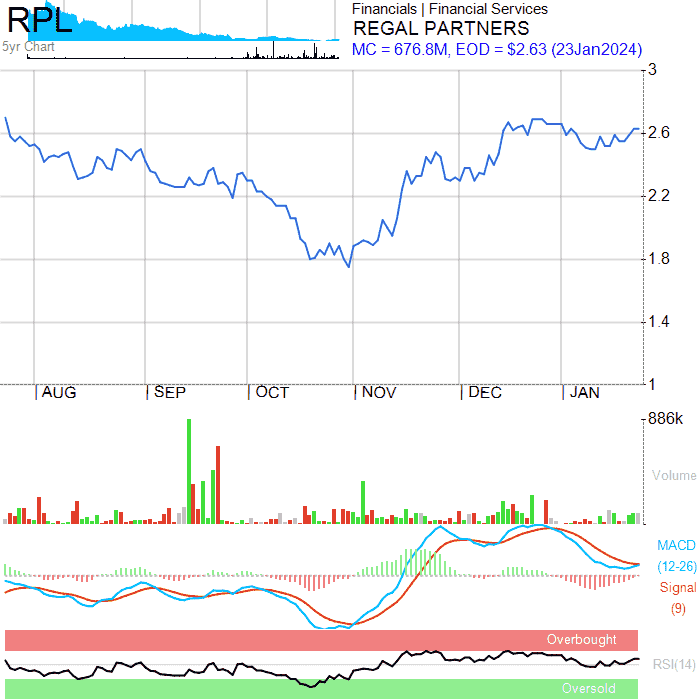 RPL
5yr Chart
Financials | Financial Services
REGAL PARTNERS
MC = 676.8M, EOD = $2.63 (23Jan2024)
3
2.6
2.2
1.8
1.4
1
AUG
SEP
OCT
NOV
DEC
JAN
886k
Volume
MACD
(12-26)
Signal
(9)
Overbought
RSI(14)
Oversold